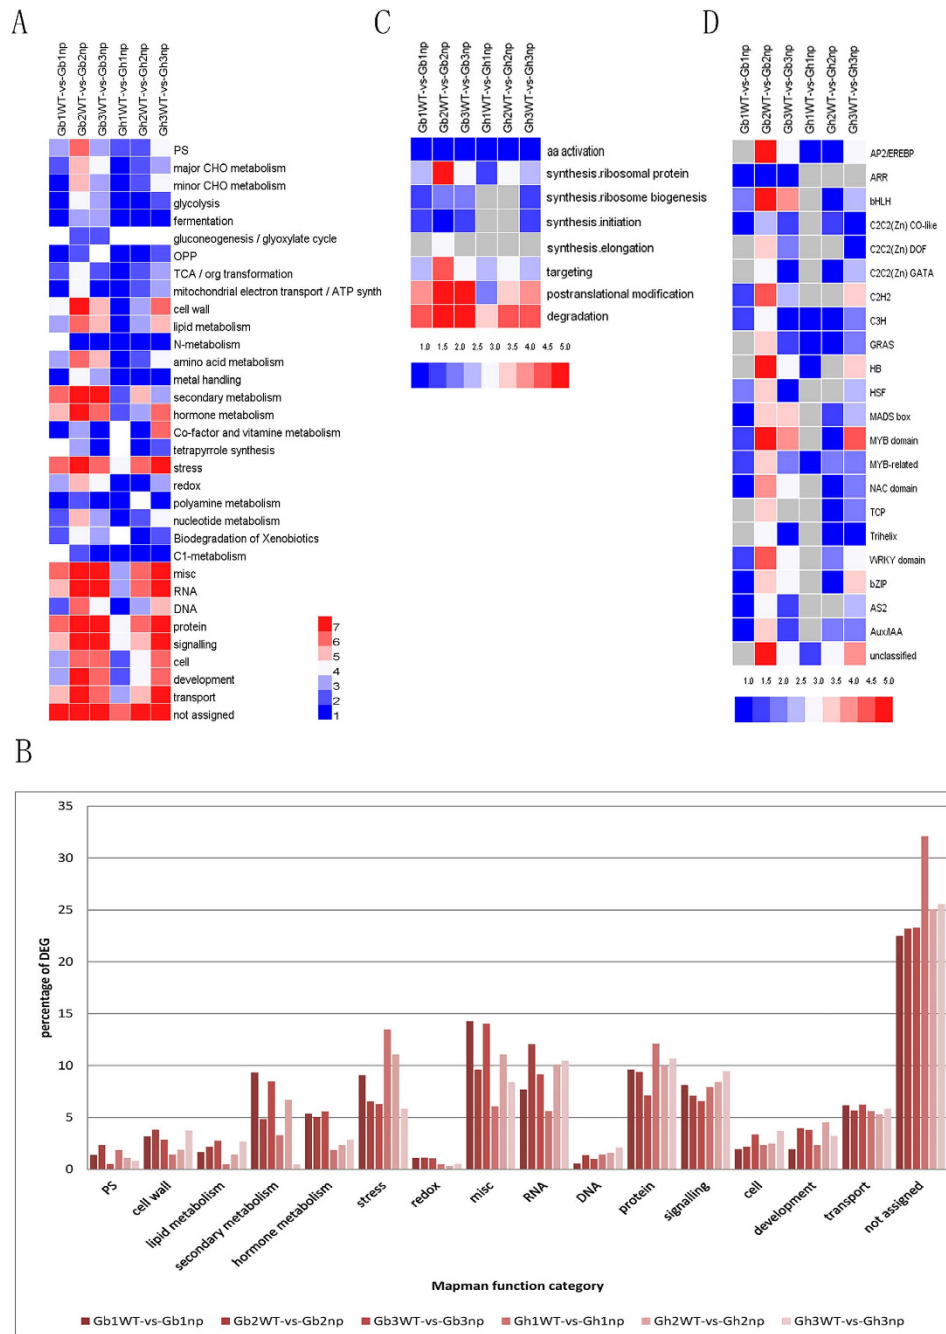 A
Gb1WT-vs-Gb1np
Gb2WT-vs-Gb2np
Gb3WT-vs-Gb3np
Gh1WT-vs-Gh1np
Gh2WT-vs-Gh2np
Gh3WT-vs-Gh3np
PS
major CHO metabolism
minor CHO metabolism
glycolysis
fermentation
gluconeogenesis / glyoxylate cycle
OPP
TCA / org transformation
mitochondrial electron transport / ATP synth
cell wall
lipid metabolism
N-metabolism
amino acid metabolism
metal handling
secondary metabolism
hormone metabolism
Co-factor and vitamine metabolism
tetrapyrrole synthesis
stress
redox
polyamine metabolism
nucleotide metabolism
Biodegradation of Xenobiotics
C1-metabolism
misc
RNA
DNA
protein
signalling
cell
development
transport
not assigned
7
6
5
4
3
2
1
C
Gb1WT-vs-Gb1np
Gb2WT-vs-Gb2np
Gb3WT-vs-Gb3np
Gh1WT-vs-Gh1np
Gh2WT-vs-Gh2np
Gh3WT-vs-Gh3np
aa activation
synthesis.ribosomal protein
synthesis.ribosome biogenesis
synthesis.initiation
synthesis.elongation
targeting
postranslational modification
degradation
1.0 1.5 2.0 2.5 3.0 3.5 4.0 4.5 5.0
D
Gb1WT-vs-Gb1np
Gb2WT-vs-Gb2np
Gb3WT-vs-Gb3np
Gh1WT-vs-Gh1np
Gh2WT-vs-Gh2np
Gh3WT-vs-Gh3np
AP2/EREBP
ARR
bHLH
C2C2(Zn) CO-like
C2C2(Zn) DOF
C2C2(Zn) GATA
C2H2
C3H
GRAS
HB
HSF
MADS box
MYB domain
MYB-related
NAC domain
TCP
Trihelix
WRKY domain
bZIP
AS2
Aux/IAA
unclassified
1.0 1.5 2.0 2.5 3.0 3.5 4.0 4.5 5.0
B
percentage of DEG
35
30
25
20
15
10
5
0
PS
cell wall
lipid metabolism
secondary metabolism
hormone metabolism
stress
redox
misc
RNA
DNA
protein
signalling
cell
development
transport
not assigned
Mapman function category
Gb1WT-vs-Gb1np Gb2WT-vs-Gb2np Gb3WT-vs-Gb3np Gh1WT-vs-Gh1np Gh2WT-vs-Gh2np Gh3WT-vs-Gh3np